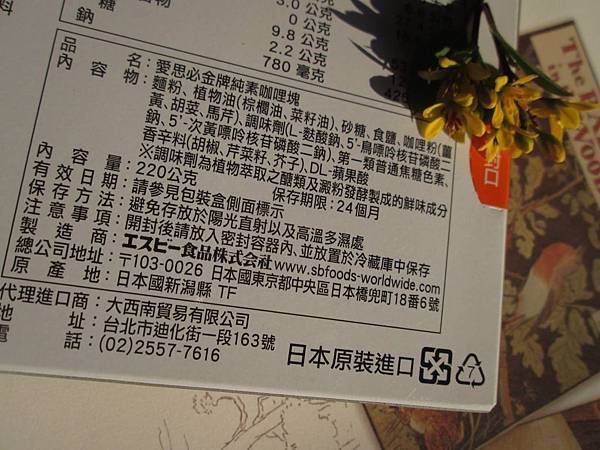 3.0 公克
糖 0 公克
9.8 公克
2.2 公克
鈉 780 毫克
品名：愛思必金牌純素咖哩塊
內容物：麵粉、植物油(棕櫚油、菜籽油)、砂糖、食鹽、咖哩粉(薑
黃、胡荽、馬芹)、調味劑(L-麩酸鈉、5'-鳥嘌呤核苷磷酸二
鈉、5'-次黃嘌呤核苷磷酸二鈉)、第一類普通焦糖色素、
香辛料(胡椒、芹菜籽、芥子)、DL-蘋果酸
※調味劑為植物萃取之醣類及澱粉發酵製成的鮮味成分
內容量：220公克 保存期限：24個月
有效日期：請參見包裝盒側面標示
保存方法：避免存放於陽光直射以及高溫多濕處
注意事項：開封後請放入密封容器內、並放置於冷藏庫中保存
製造商：エスビー食品株式会社 www.sbfoods-worldwide.com
總公司地址：〒103-0026 日本國東京都中央區日本橋兜町18番6號
原產地：日本國新潟縣 TF
代理進口商：大西南貿易有限公司
地址：台北市迪化街一段163號
電話：(02)2557-7616
日本原裝進口
7
口
The
in